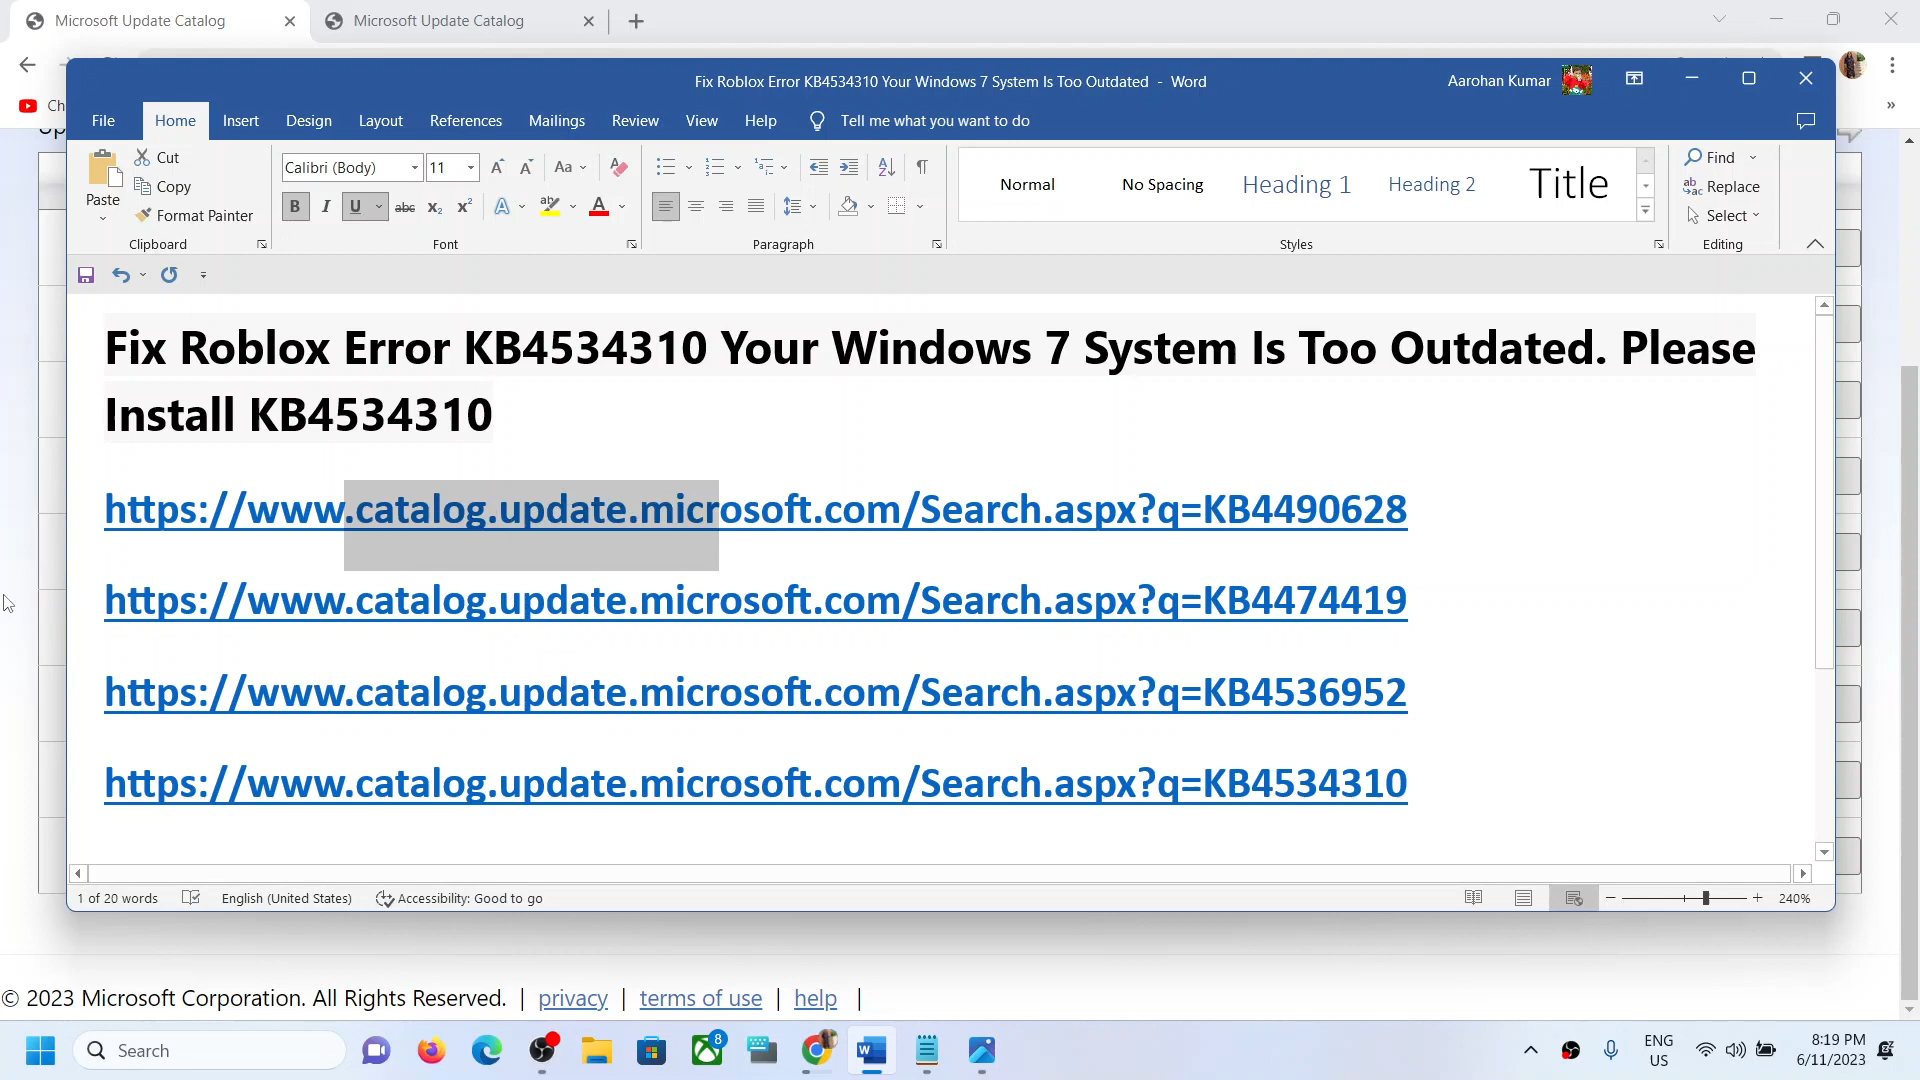 Microsoft Update Catalog
Microsoft Update Catalog
Ch
Fix Roblox Error KB4534310 Your Windows 7 System Is Too Outdated - Word
Aarohan Kumar
File Home Insert Design Layout References Mailings Review View Help Tell me what you want to do
Paste
Cut
Copy
Format Painter
Clipboard
Calibri (Body) 11
Font
Paragraph
Normal No Spacing Heading 1 Heading 2 Title
Styles
Find
Replace
Select
Editing
Fix Roblox Error KB4534310 Your Windows 7 System Is Too Outdated. Please
Install KB4534310
https://www.catalog.update.microsoft.com/Search.aspx?q=KB4490628
https://www.catalog.update.microsoft.com/Search.aspx?q=KB4474419
https://www.catalog.update.microsoft.com/Search.aspx?q=KB4536952
https://www.catalog.update.microsoft.com/Search.aspx?q=KB4534310
1 of 20 words English (United States) Accessibility: Good to go 240%
© 2023 Microsoft Corporation. All Rights Reserved. | privacy | terms of use | help |
Search
8
ENG
US
8:19 PM
6/11/2023